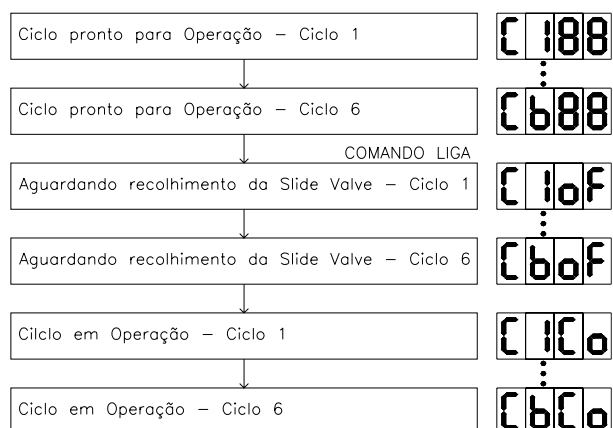 Ciclo pronto para Operação – Ciclo 1
C 188
Ciclo pronto para Operação – Ciclo 6
Cb88
COMANDO LIGA
Aguardando recolhimento da Slide Valve – Ciclo 1
C 1oF
Aguardando recolhimento da Slide Valve – Ciclo 6
CboF
Cilclo em Operação – Ciclo 1
C 1Co
Ciclo em Operação – Ciclo 6
CbCo